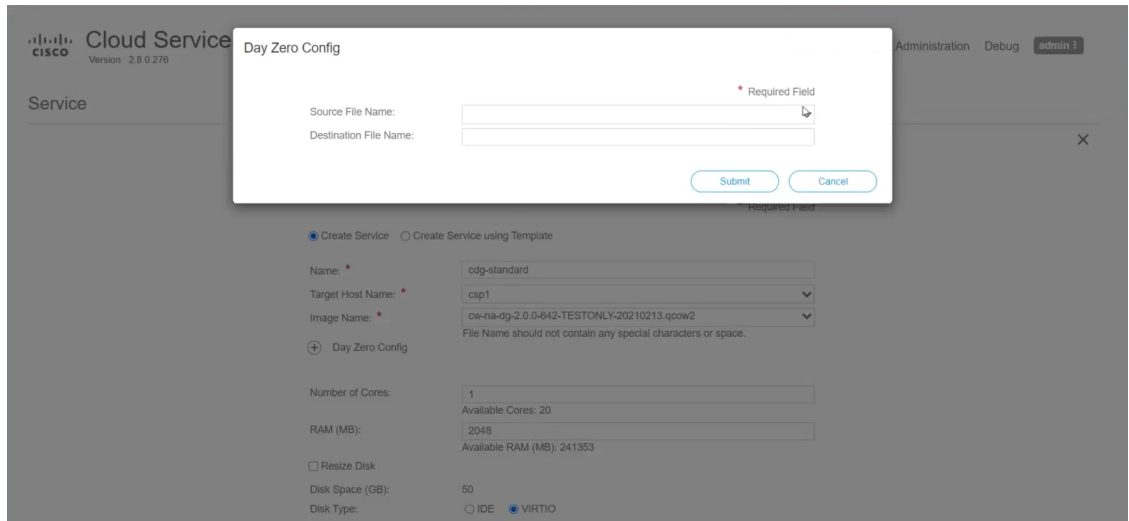 cisco
Cloud Service
Version 2.8.0.276
Administration Debug admin
Day Zero Config
* Required Field
Source File Name:
Destination File Name:
Submit Cancel
Service
* Required Field
Create Service Create Service using Template
Name: * cdg-standard
Target Host Name: * csp1
Image Name: * cw-na-dg-2.0.0-642-TESTONLY-20210213.qcow2
File Name should not contain any special characters or space.
Day Zero Config
Number of Cores: 1
Available Cores: 20
RAM (MB): 2048
Available RAM (MB): 241353
Resize Disk
Disk Space (GB): 50
Disk Type: IDE VIRTIO